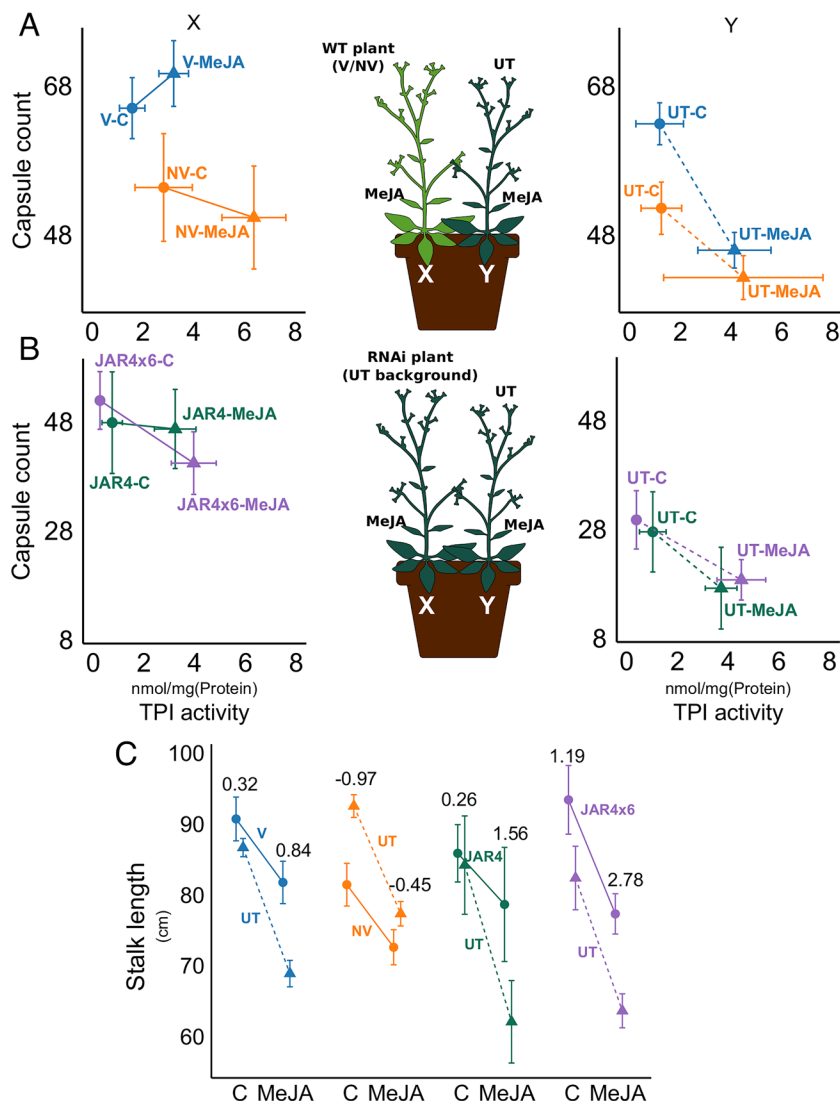 A
X
Y
Capsule count
68
48
V-MeJA
V-C
NV-C
NV-MeJA
0 2 4 6 8
WT plant
(V/NV)
UT
MeJA
MeJA
X Y
68
48
UT-C
UT-C
UT-MeJA
UT-MeJA
0 2 4 6 8
B
Capsule count
48
28
8
JAR4x6-C
JAR4-MeJA
JAR4-C
JAR4x6-MeJA
0 2 4 6 8
nmol/mg(Protein)
TPI activity
RNAi plant
(UT background)
UT
MeJA
MeJA
X Y
48
28
8
UT-C
UT-C
UT-MeJA
UT-MeJA
0 2 4 6 8
nmol/mg(Protein)
TPI activity
C
Stalk length
(cm)
100
90
80
70
60
0.32
V
0.84
UT
-0.97
UT
-0.45
NV
0.26
JAR4
1.56
UT
1.19
JAR4x6
2.78
UT
C MeJA C MeJA C MeJA C MeJA